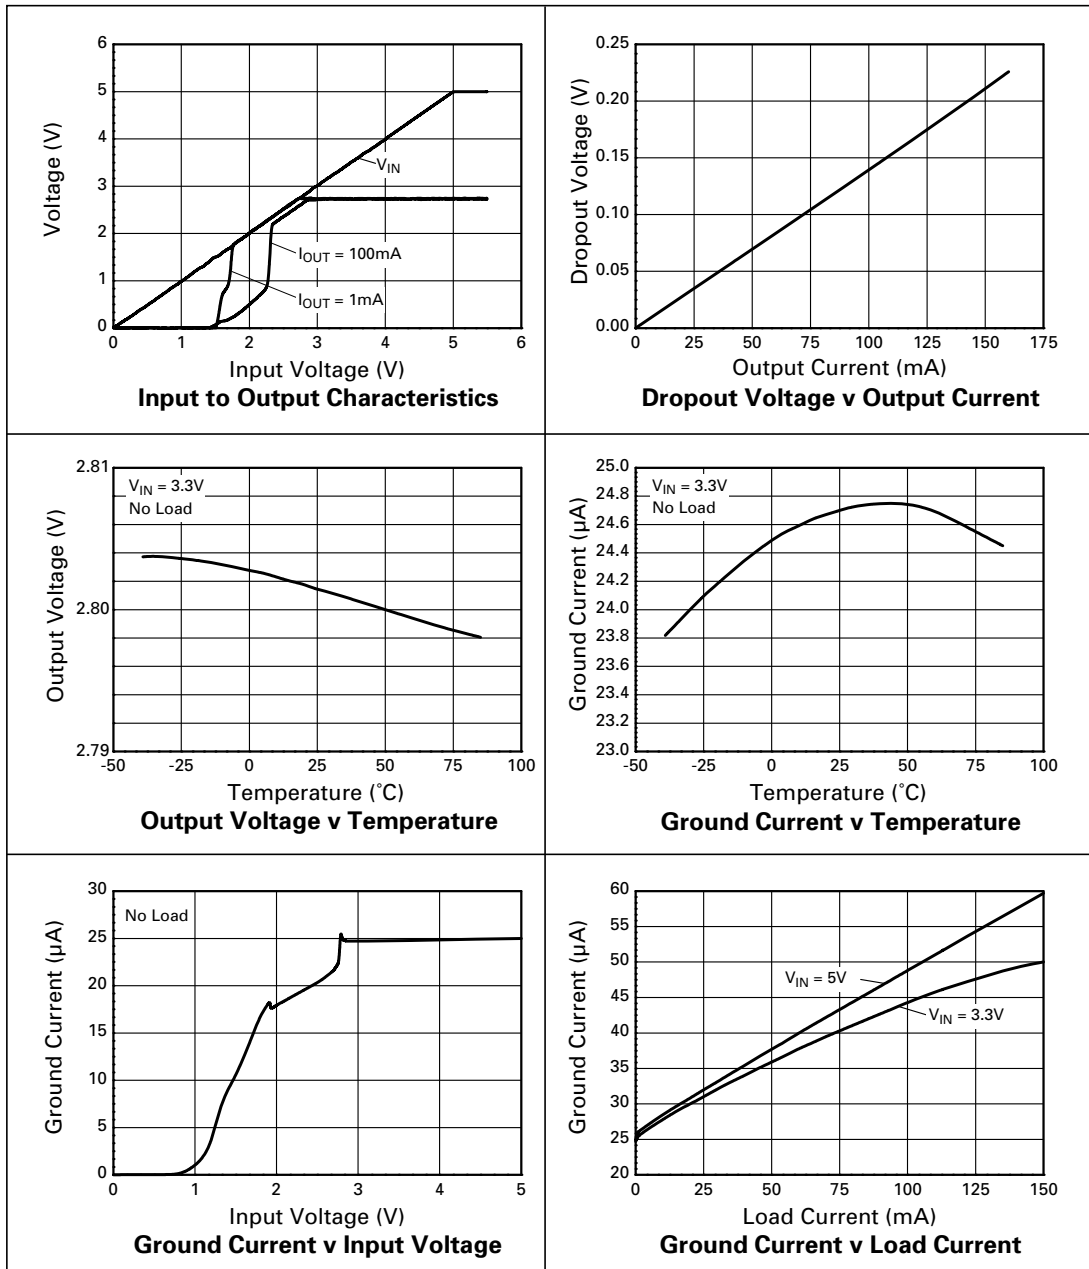 6
5
4
3
2
1
0
Voltage (V)
V_IN
I_OUT = 100mA
I_OUT = 1mA
0 1 2 3 4 5 6
Input Voltage (V)
Input to Output Characteristics
0.25
0.20
0.15
0.10
0.05
0.00
Dropout Voltage (V)
0 25 50 75 100 125 150 175
Output Current (mA)
Dropout Voltage v Output Current
2.81
2.80
2.79
Output Voltage (V)
V_IN = 3.3V
No Load
-50 -25 0 25 50 75 100
Temperature (˚C)
Output Voltage v Temperature
25.0
24.8
24.6
24.4
24.2
24.0
23.8
23.6
23.4
23.2
23.0
Ground Current (µA)
V_IN = 3.3V
No Load
-50 -25 0 25 50 75 100
Temperature (˚C)
Ground Current v Temperature
30
25
20
15
10
5
0
Ground Current (µA)
No Load
0 1 2 3 4 5
Input Voltage (V)
Ground Current v Input Voltage
60
55
50
45
40
35
30
25
20
Ground Current (µA)
V_IN = 5V
V_IN = 3.3V
0 25 50 75 100 125 150
Load Current (mA)
Ground Current v Load Current